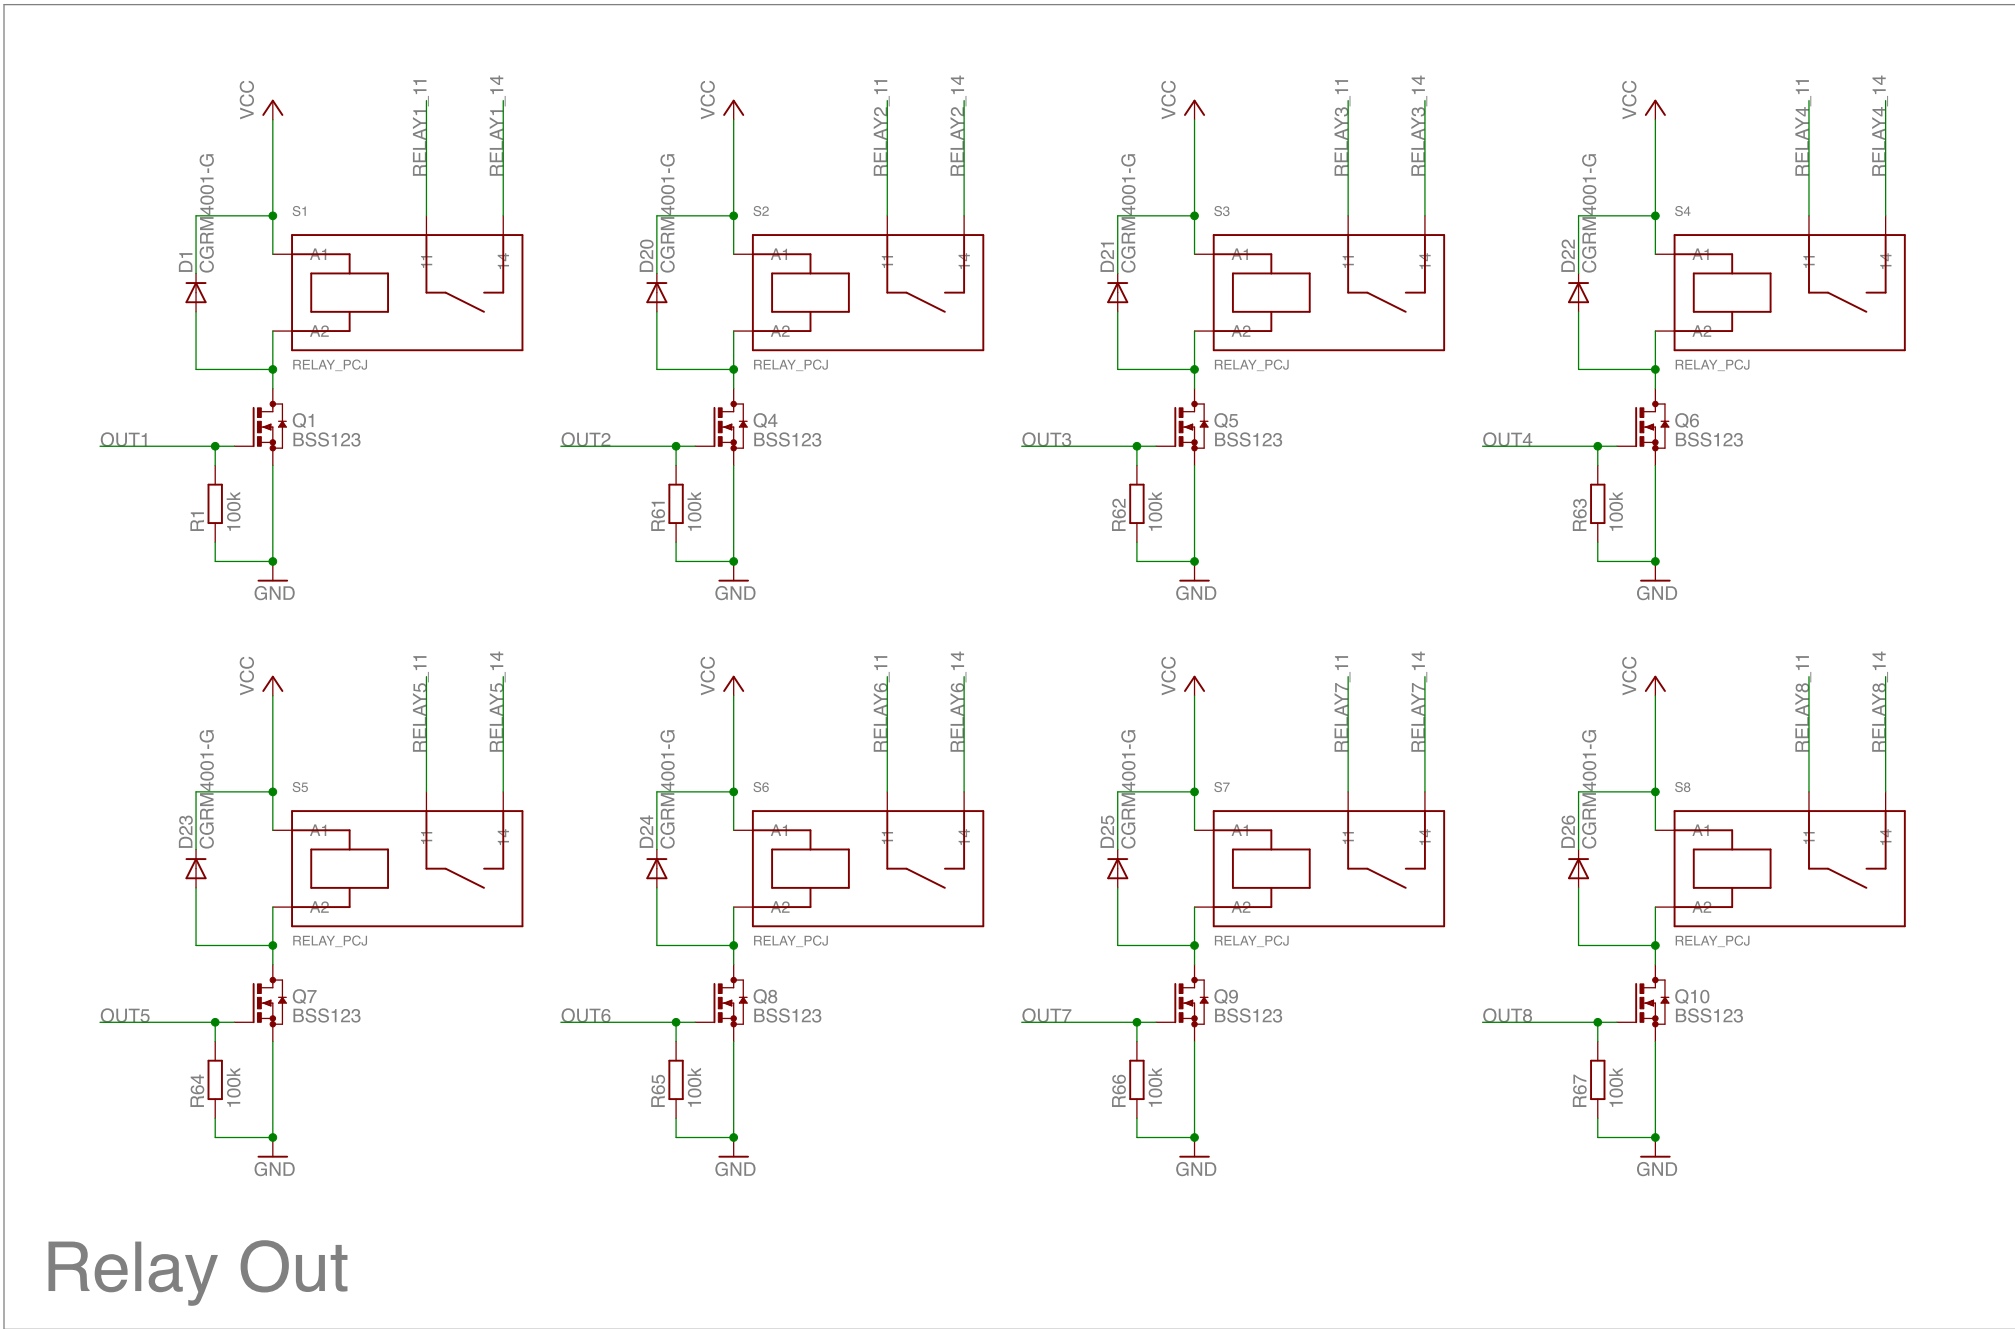 VCC
RELAY1_11
RELAY1_14
D1
CGRM4001-G
S1
A1
11
14
A2
RELAY_PCJ
Q1
BSS123
OUT1
R1
100k
GND
VCC
RELAY2_11
RELAY2_14
D20
CGRM4001-G
S2
A1
11
14
A2
RELAY_PCJ
Q4
BSS123
OUT2
R61
100k
GND
VCC
RELAY3_11
RELAY3_14
D21
CGRM4001-G
S3
A1
11
14
A2
RELAY_PCJ
Q5
BSS123
OUT3
R62
100k
GND
VCC
RELAY4_11
RELAY4_14
D22
CGRM4001-G
S4
A1
11
14
A2
RELAY_PCJ
Q6
BSS123
OUT4
R63
100k
GND
VCC
RELAY5_11
RELAY5_14
D23
CGRM4001-G
S5
A1
11
14
A2
RELAY_PCJ
Q7
BSS123
OUT5
R64
100k
GND
VCC
RELAY6_11
RELAY6_14
D24
CGRM4001-G
S6
A1
11
14
A2
RELAY_PCJ
Q8
BSS123
OUT6
R65
100k
GND
VCC
RELAY7_11
RELAY7_14
D25
CGRM4001-G
S7
A1
11
14
A2
RELAY_PCJ
Q9
BSS123
OUT7
R66
100k
GND
VCC
RELAY8_11
RELAY8_14
D26
CGRM4001-G
S8
A1
11
14
A2
RELAY_PCJ
Q10
BSS123
OUT8
R67
100k
GND
Relay Out